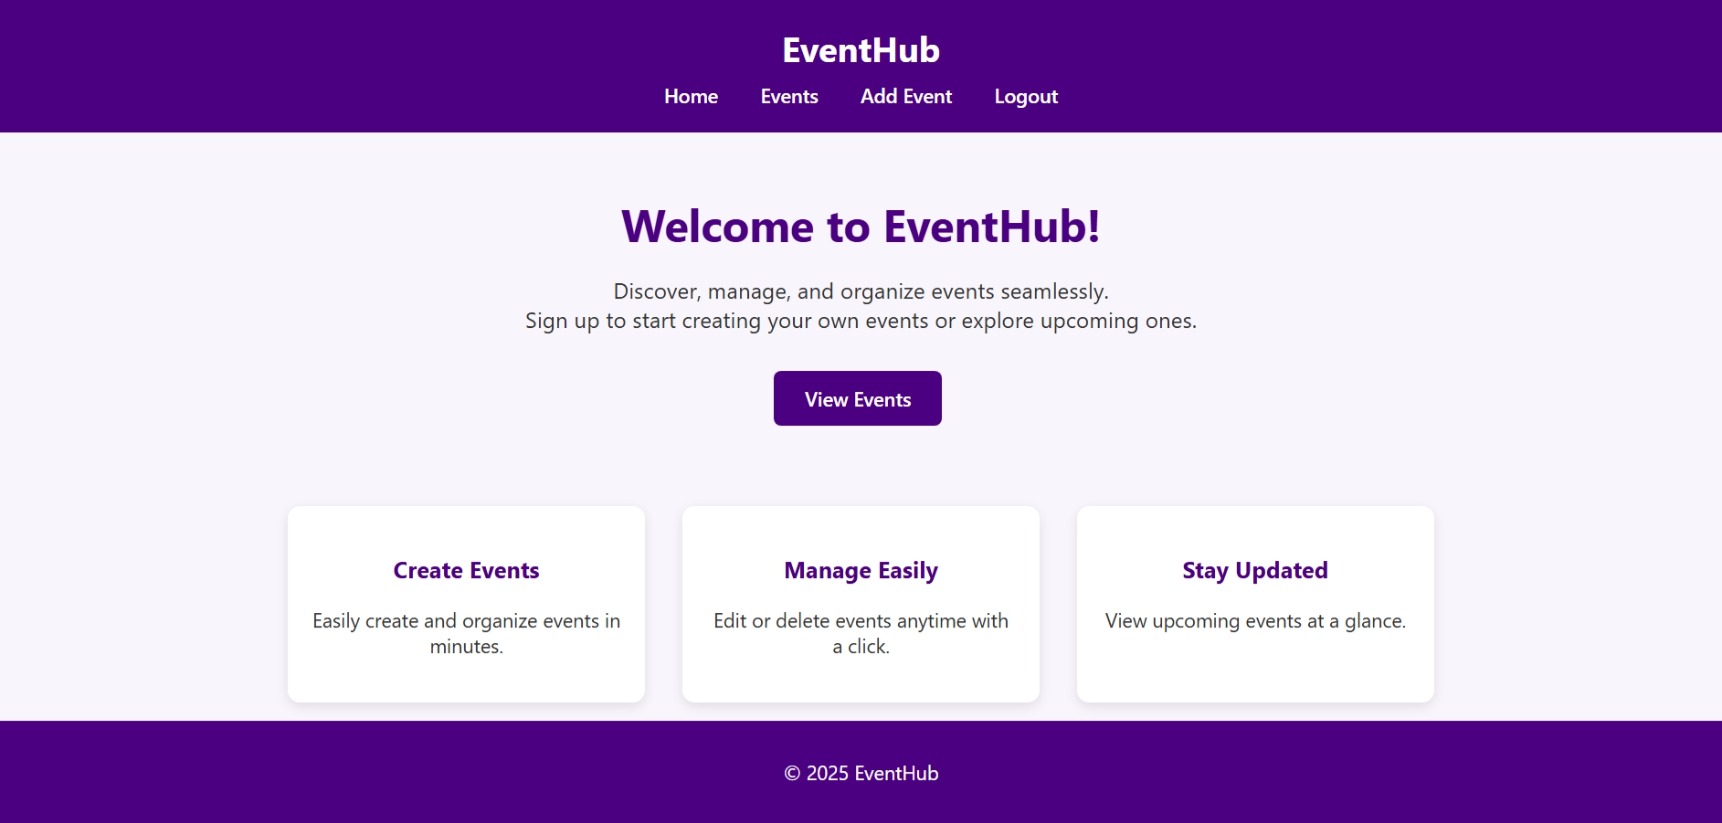 EventHub
Home Events Add Event Logout
Welcome to EventHub!
Discover, manage, and organize events seamlessly.
Sign up to start creating your own events or explore upcoming ones.
View Events
Create Events
Easily create and organize events in
minutes.
Manage Easily
Edit or delete events anytime with
a click.
Stay Updated
View upcoming events at a glance.
© 2025 EventHub